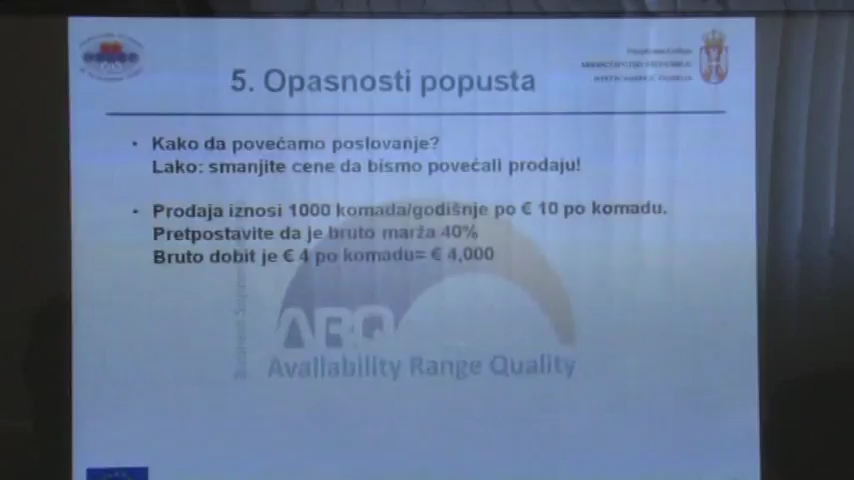 5. Opasnosti popusta
• Kako da povećamo poslovanje?
Lako: smanjite cene da bismo povećali prodaju!
• Prodaja iznosi 1000 komada/godišnje po € 10 po komadu.
Pretpostavite da je bruto marža 40%
Bruto dobit je € 4 po komadu= € 4,000
ARQ
Availability Range Quality